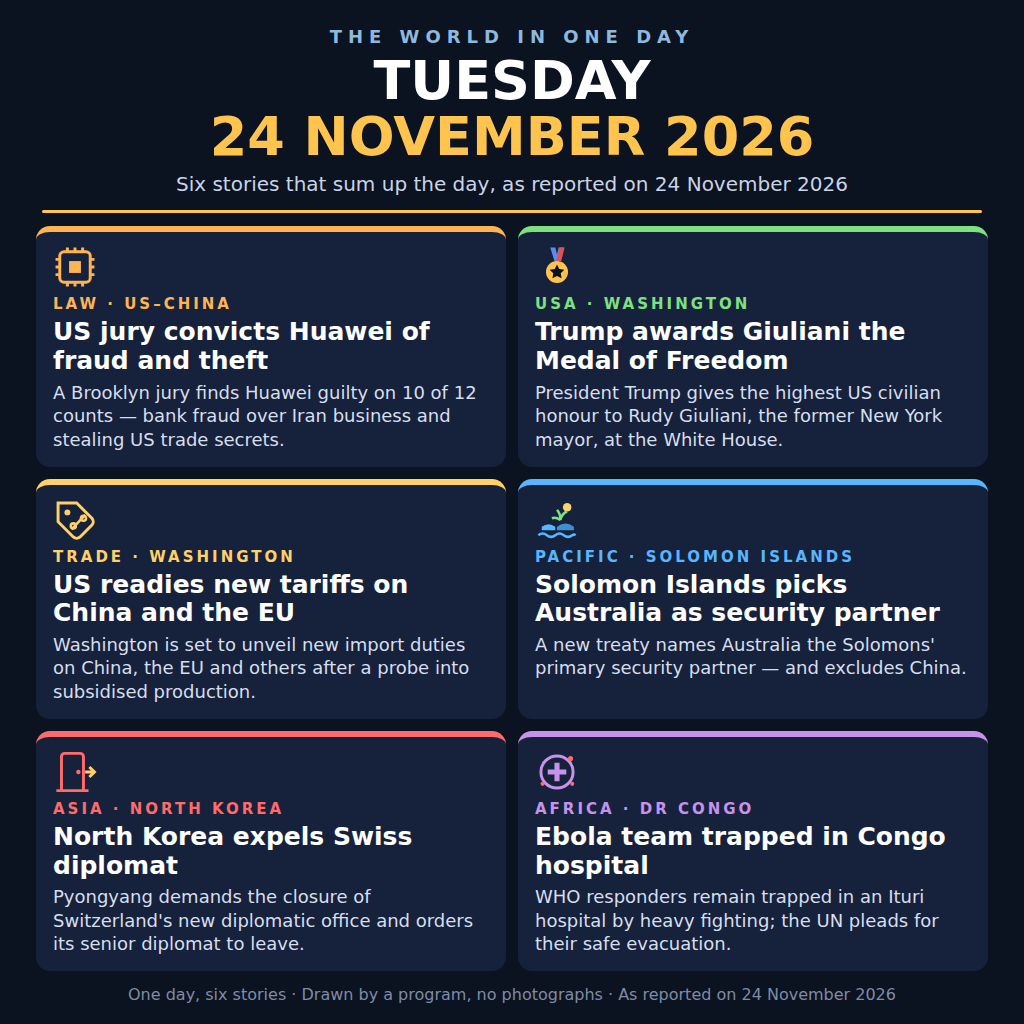 THE WORLD IN ONE DAY
TUESDAY
24 NOVEMBER 2026
Six stories that sum up the day, as reported on 24 November 2026
LAW · US–CHINA
US jury convicts Huawei of
fraud and theft
A Brooklyn jury finds Huawei guilty on 10 of 12
counts — bank fraud over Iran business and
stealing US trade secrets.
USA · WASHINGTON
Trump awards Giuliani the
Medal of Freedom
President Trump gives the highest US civilian
honour to Rudy Giuliani, the former New York
mayor, at the White House.
TRADE · WASHINGTON
US readies new tariffs on
China and the EU
Washington is set to unveil new import duties
on China, the EU and others after a probe into
subsidised production.
PACIFIC · SOLOMON ISLANDS
Solomon Islands picks
Australia as security partner
A new treaty names Australia the Solomons'
primary security partner — and excludes China.
ASIA · NORTH KOREA
North Korea expels Swiss
diplomat
Pyongyang demands the closure of
Switzerland's new diplomatic office and orders
its senior diplomat to leave.
AFRICA · DR CONGO
Ebola team trapped in Congo
hospital
WHO responders remain trapped in an Ituri
hospital by heavy fighting; the UN pleads for
their safe evacuation.
One day, six stories · Drawn by a program, no photographs · As reported on 24 November 2026